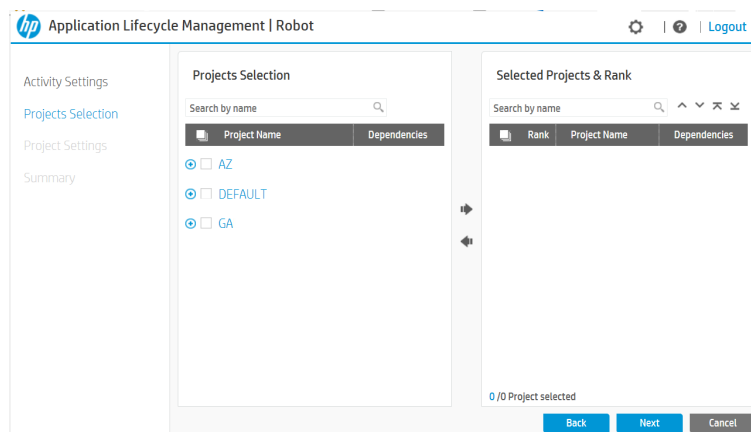 hp Application Lifecycle Management | Robot
| Logout
Activity Settings
Projects Selection
Project Settings
Summary
Projects Selection
Search by name
Project Name Dependencies
AZ
DEFAULT
GA
Selected Projects & Rank
Search by name
Rank Project Name Dependencies
0 /0 Project selected
Back Next Cancel